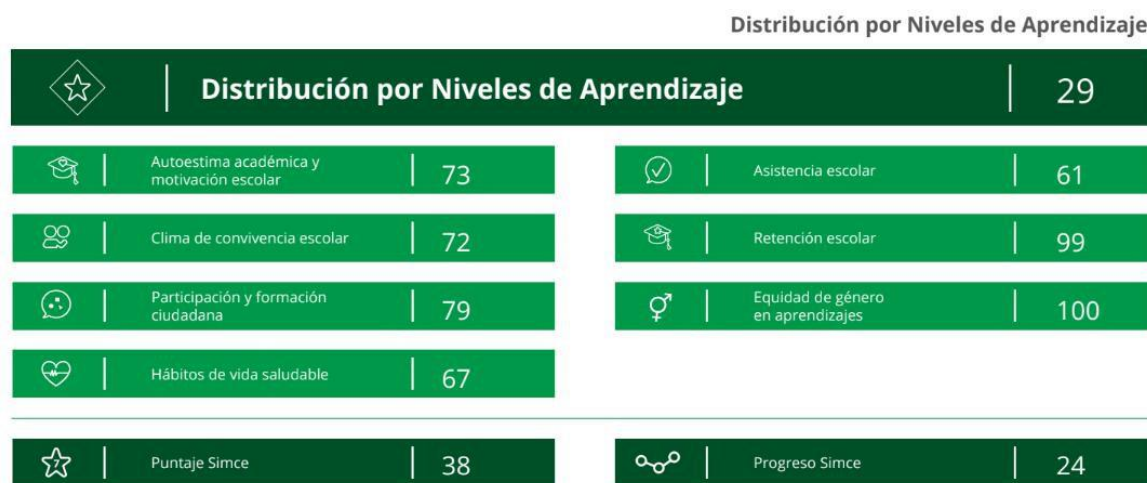 Distribución por Niveles de Aprendizaje
Distribución por Niveles de Aprendizaje 29
Autoestima académica y
motivación escolar 73
Asistencia escolar 61
Clima de convivencia escolar 72
Retención escolar 99
Participación y formación
ciudadana 79
Equidad de género
en aprendizajes 100
Hábitos de vida saludable 67
7 Puntaje Simce 38
Progreso Simce 24